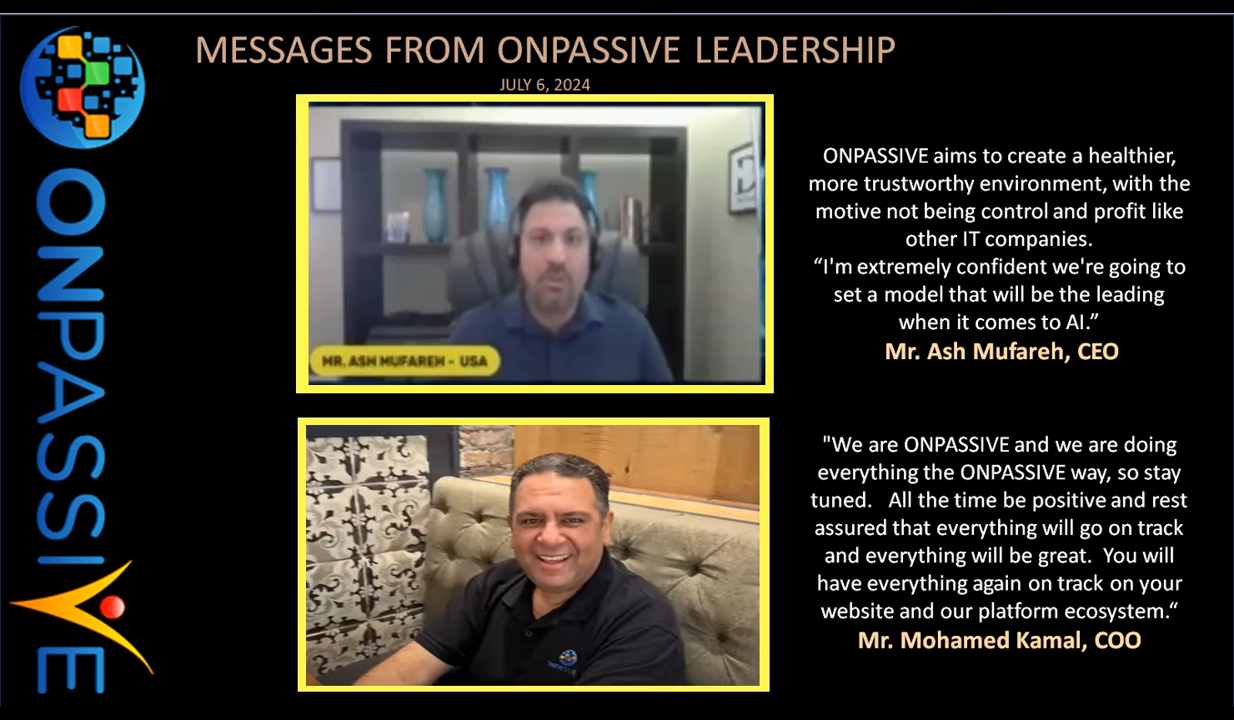 MESSAGES FROM ONPASSIVE LEADERSHIP
JULY 6, 2024
ONPASSIVE
MR. ASH MUFAREH - USA
ONPASSIVE aims to create a healthier,
more trustworthy environment, with the
motive not being control and profit like
other IT companies.
“I'm extremely confident we're going to
set a model that will be the leading
when it comes to AI.”
Mr. Ash Mufareh, CEO
"We are ONPASSIVE and we are doing
everything the ONPASSIVE way, so stay
tuned.   All the time be positive and rest
assured that everything will go on track
and everything will be great.  You will
have everything again on track on your
website and our platform ecosystem.“
Mr. Mohamed Kamal, COO